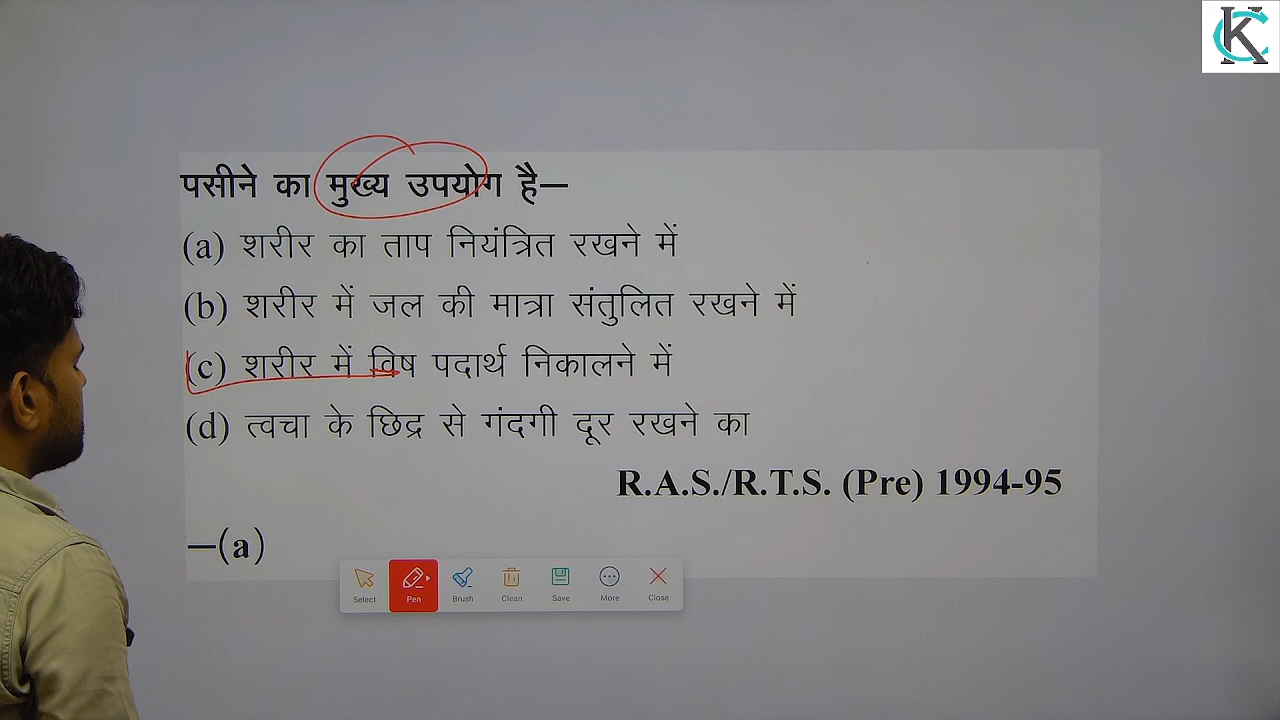 KC
पसीने का मुख्य उपयोग है—
(a) शरीर का ताप नियंत्रित रखने में
(b) शरीर में जल की मात्रा संतुलित रखने में
(c) शरीर में विष पदार्थ निकालने में
(d) त्वचा के छिद्र से गंदगी दूर रखने का
R.A.S./R.T.S. (Pre) 1994-95
—(a)
Select Pen Brush Clean Save More Close